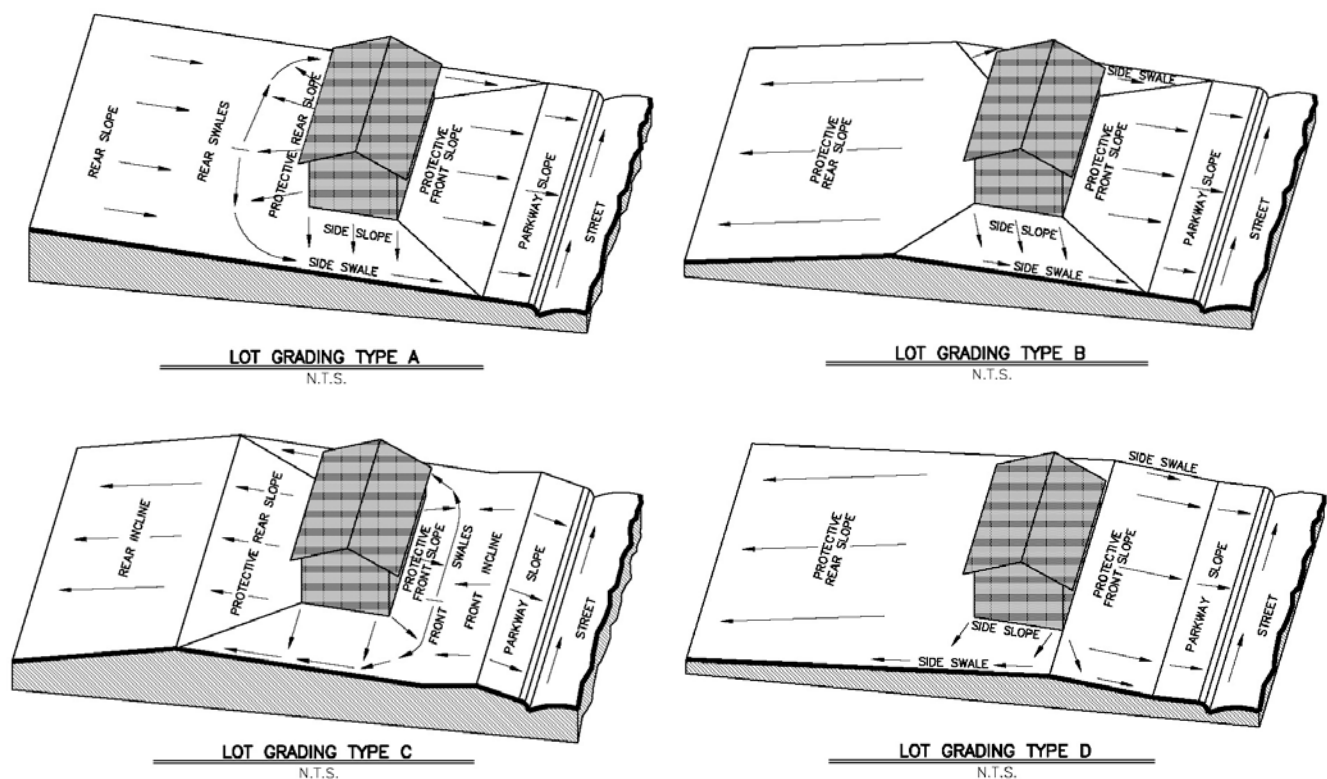 REAR SLOPE
REAR SWALES
PROTECTIVE REAR SLOPE
SIDE SLOPE
SIDE SWALE
PROTECTIVE
FRONT SLOPE
PARKWAY SLOPE
STREET
LOT GRADING TYPE A
N.T.S.
PROTECTIVE
REAR SLOPE
SIDE SWALE
SIDE SLOPE
SIDE SWALE
PROTECTIVE
FRONT SLOPE
PARKWAY SLOPE
STREET
LOT GRADING TYPE B
N.T.S.
REAR INCLINE
PROTECTIVE REAR SLOPE
PROTECTIVE
FRONT SLOPE
FRONT SWALES
FRONT INCLINE
PARKWAY SLOPE
STREET
LOT GRADING TYPE C
N.T.S.
PROTECTIVE
REAR SLOPE
SIDE SWALE
SIDE SLOPE
SIDE SWALE
PROTECTIVE
FRONT SLOPE
PARKWAY SLOPE
STREET
LOT GRADING TYPE D
N.T.S.